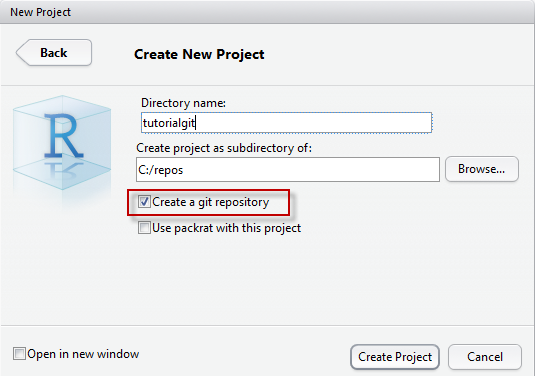 New Project
Back
Create New Project
R
Directory name:
tutorialgit
Create project as subdirectory of:
C:/repos
Browse...
Create a git repository
Use packrat with this project
Open in new window
Create Project
Cancel